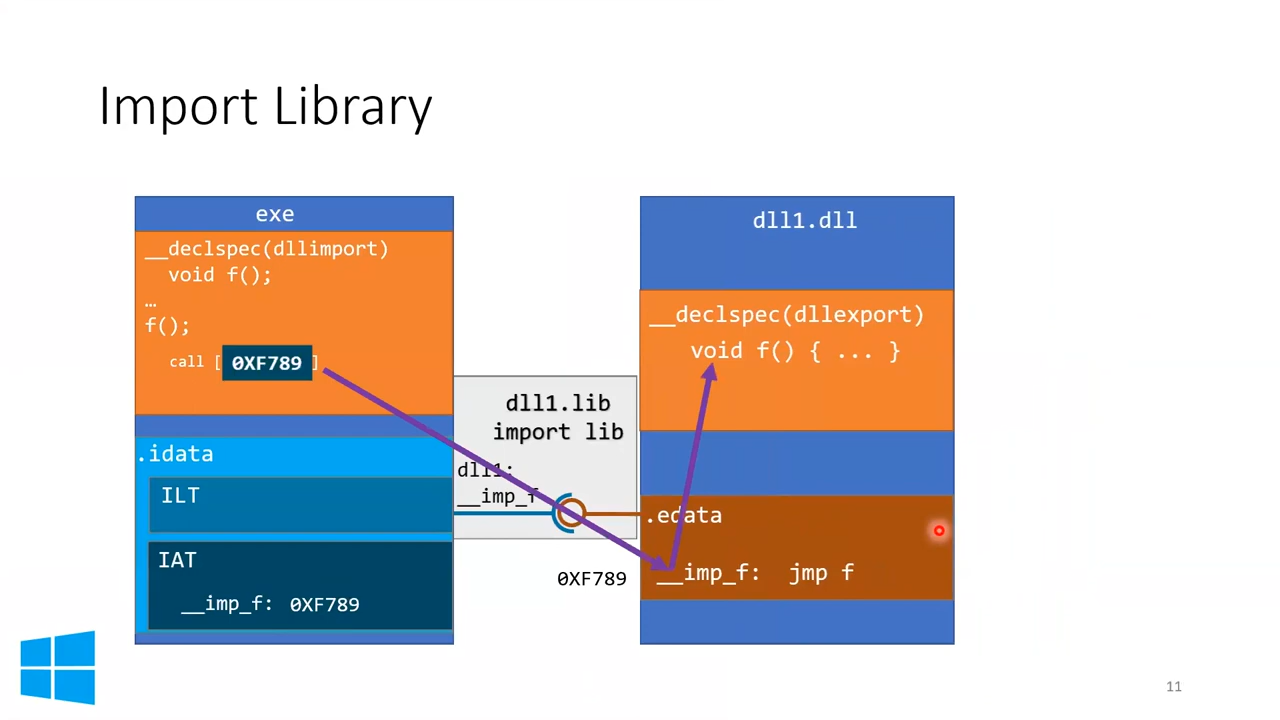 Import Library
exe
__declspec(dllimport)
void f();
…
f();
call [ 0XF789 ]
.idata
ILT
IAT
__imp_f: 0XF789
dll1.lib
import lib
dll1:
__imp_f
0XF789
dll1.dll
__declspec(dllexport)
void f() { ... }
.edata
__imp_f: jmp f
11